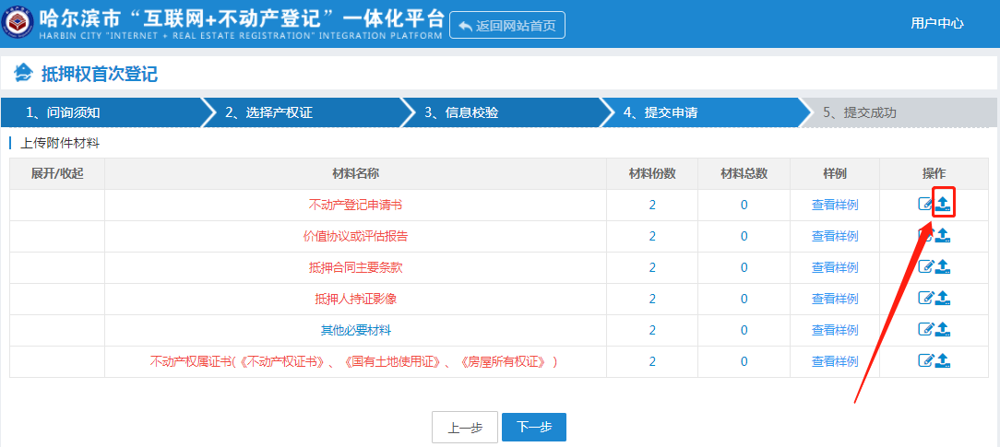 哈尔滨市“互联网+不动产登记”一体化平台
HARBIN CITY "INTERNET + REAL ESTATE REGISTRATION" INTEGRATION PLATFORM
返回网站首页
用户中心
抵押权首次登记
1、问询须知 2、选择产权证 3、信息校验 4、提交申请 5、提交成功
上传附件材料
展开/收起 材料名称 材料份数 材料总数 样例 操作
不动产登记申请书 2 0 查看样例
价值协议或评估报告 2 0 查看样例
抵押合同主要条款 2 0 查看样例
抵押人持证影像 2 0 查看样例
其他必要材料 2 0 查看样例
不动产权属证书(《不动产权证书》、《国有土地使用证》、《房屋所有权证》 ) 2 0 查看样例
上一步 下一步